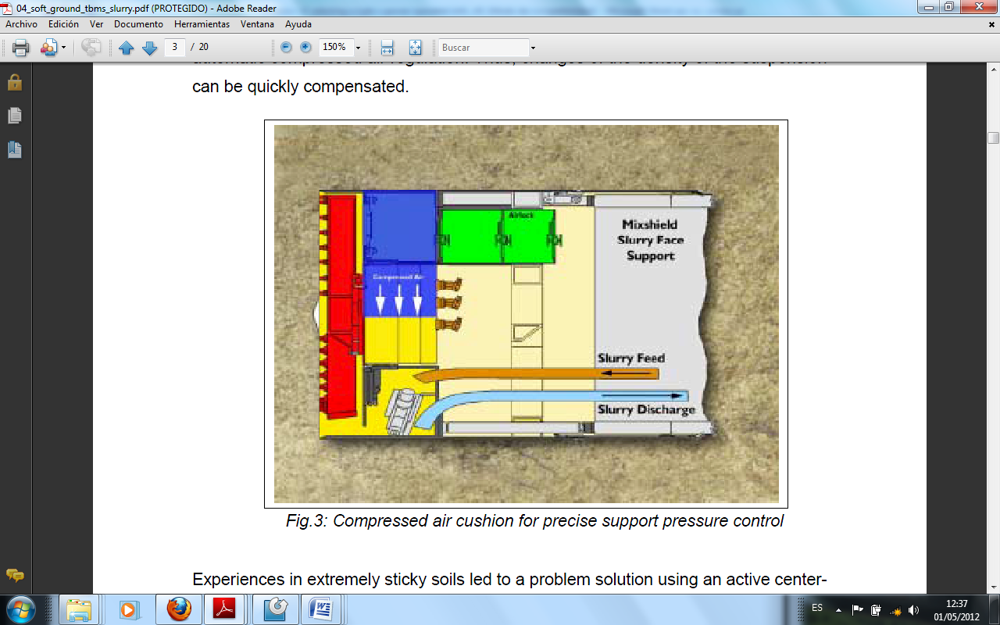 04_soft_ground_tbms_slurry.pdf (PROTEGIDO) - Adobe Reader
Archivo Edición Ver Documento Herramientas Ventana Ayuda
3 / 20 150% Buscar
can be quickly compensated.
Airlock
Mixshield
Slurry Face
Support
Compressed Air
Slurry Feed
Slurry Discharge
Fig.3: Compressed air cushion for precise support pressure control
Experiences in extremely sticky soils led to a problem solution using an active center-
ES
12:37
01/05/2012